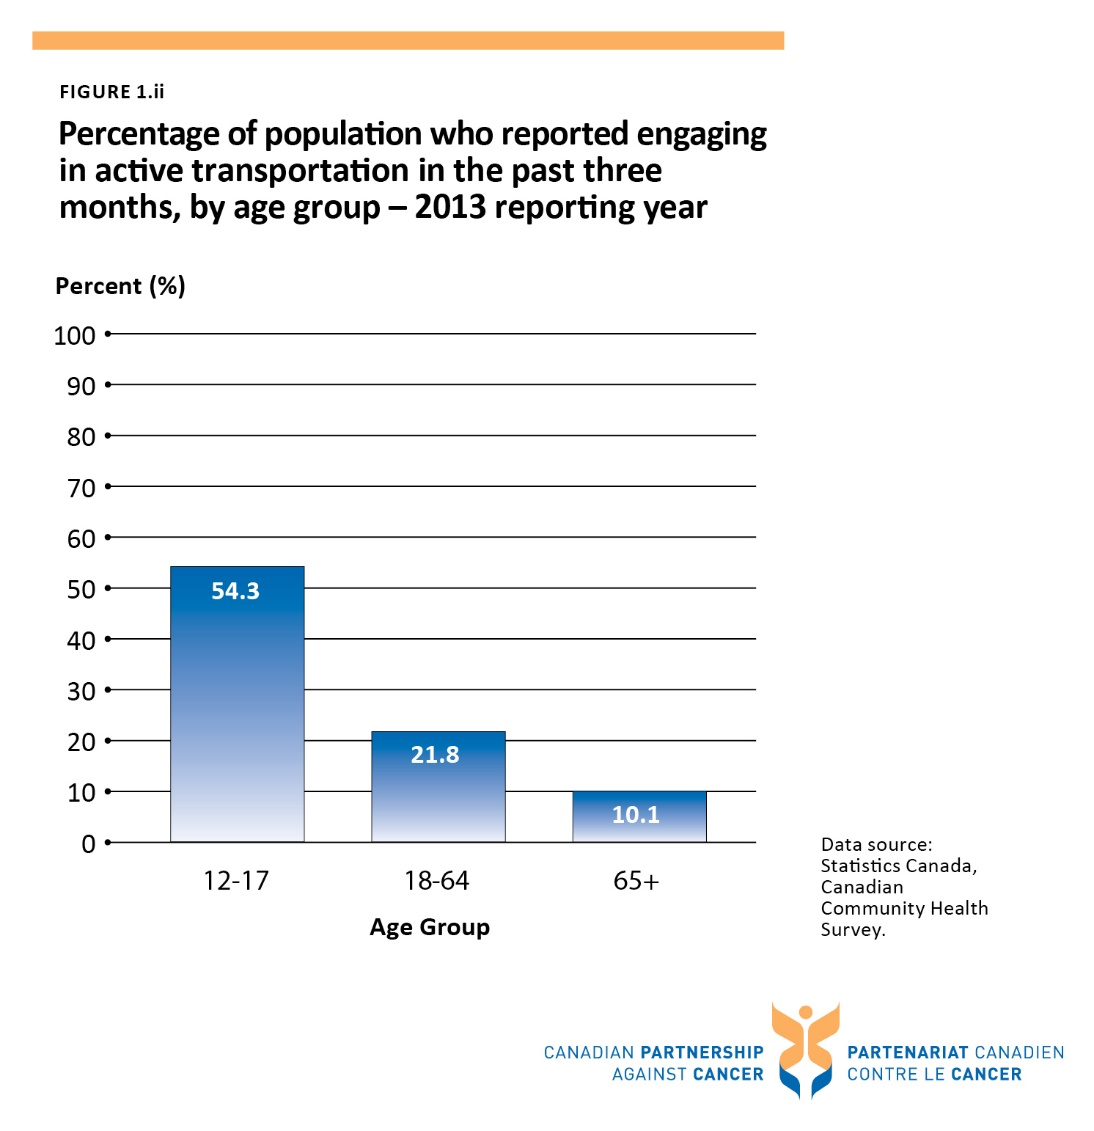 FIGURE 1.ii
Percentage of population who reported engaging
in active transportation in the past three
months, by age group – 2013 reporting year
Percent (%)
100
90
80
70
60
50
40
30
20
10
0
54.3
21.8
10.1
12-17
18-64
65+
Age Group
Data source:
Statistics Canada,
Canadian
Community Health
Survey.
CANADIAN PARTNERSHIP
AGAINST CANCER
PARTENARIAT CANADIEN
CONTRE LE CANCER